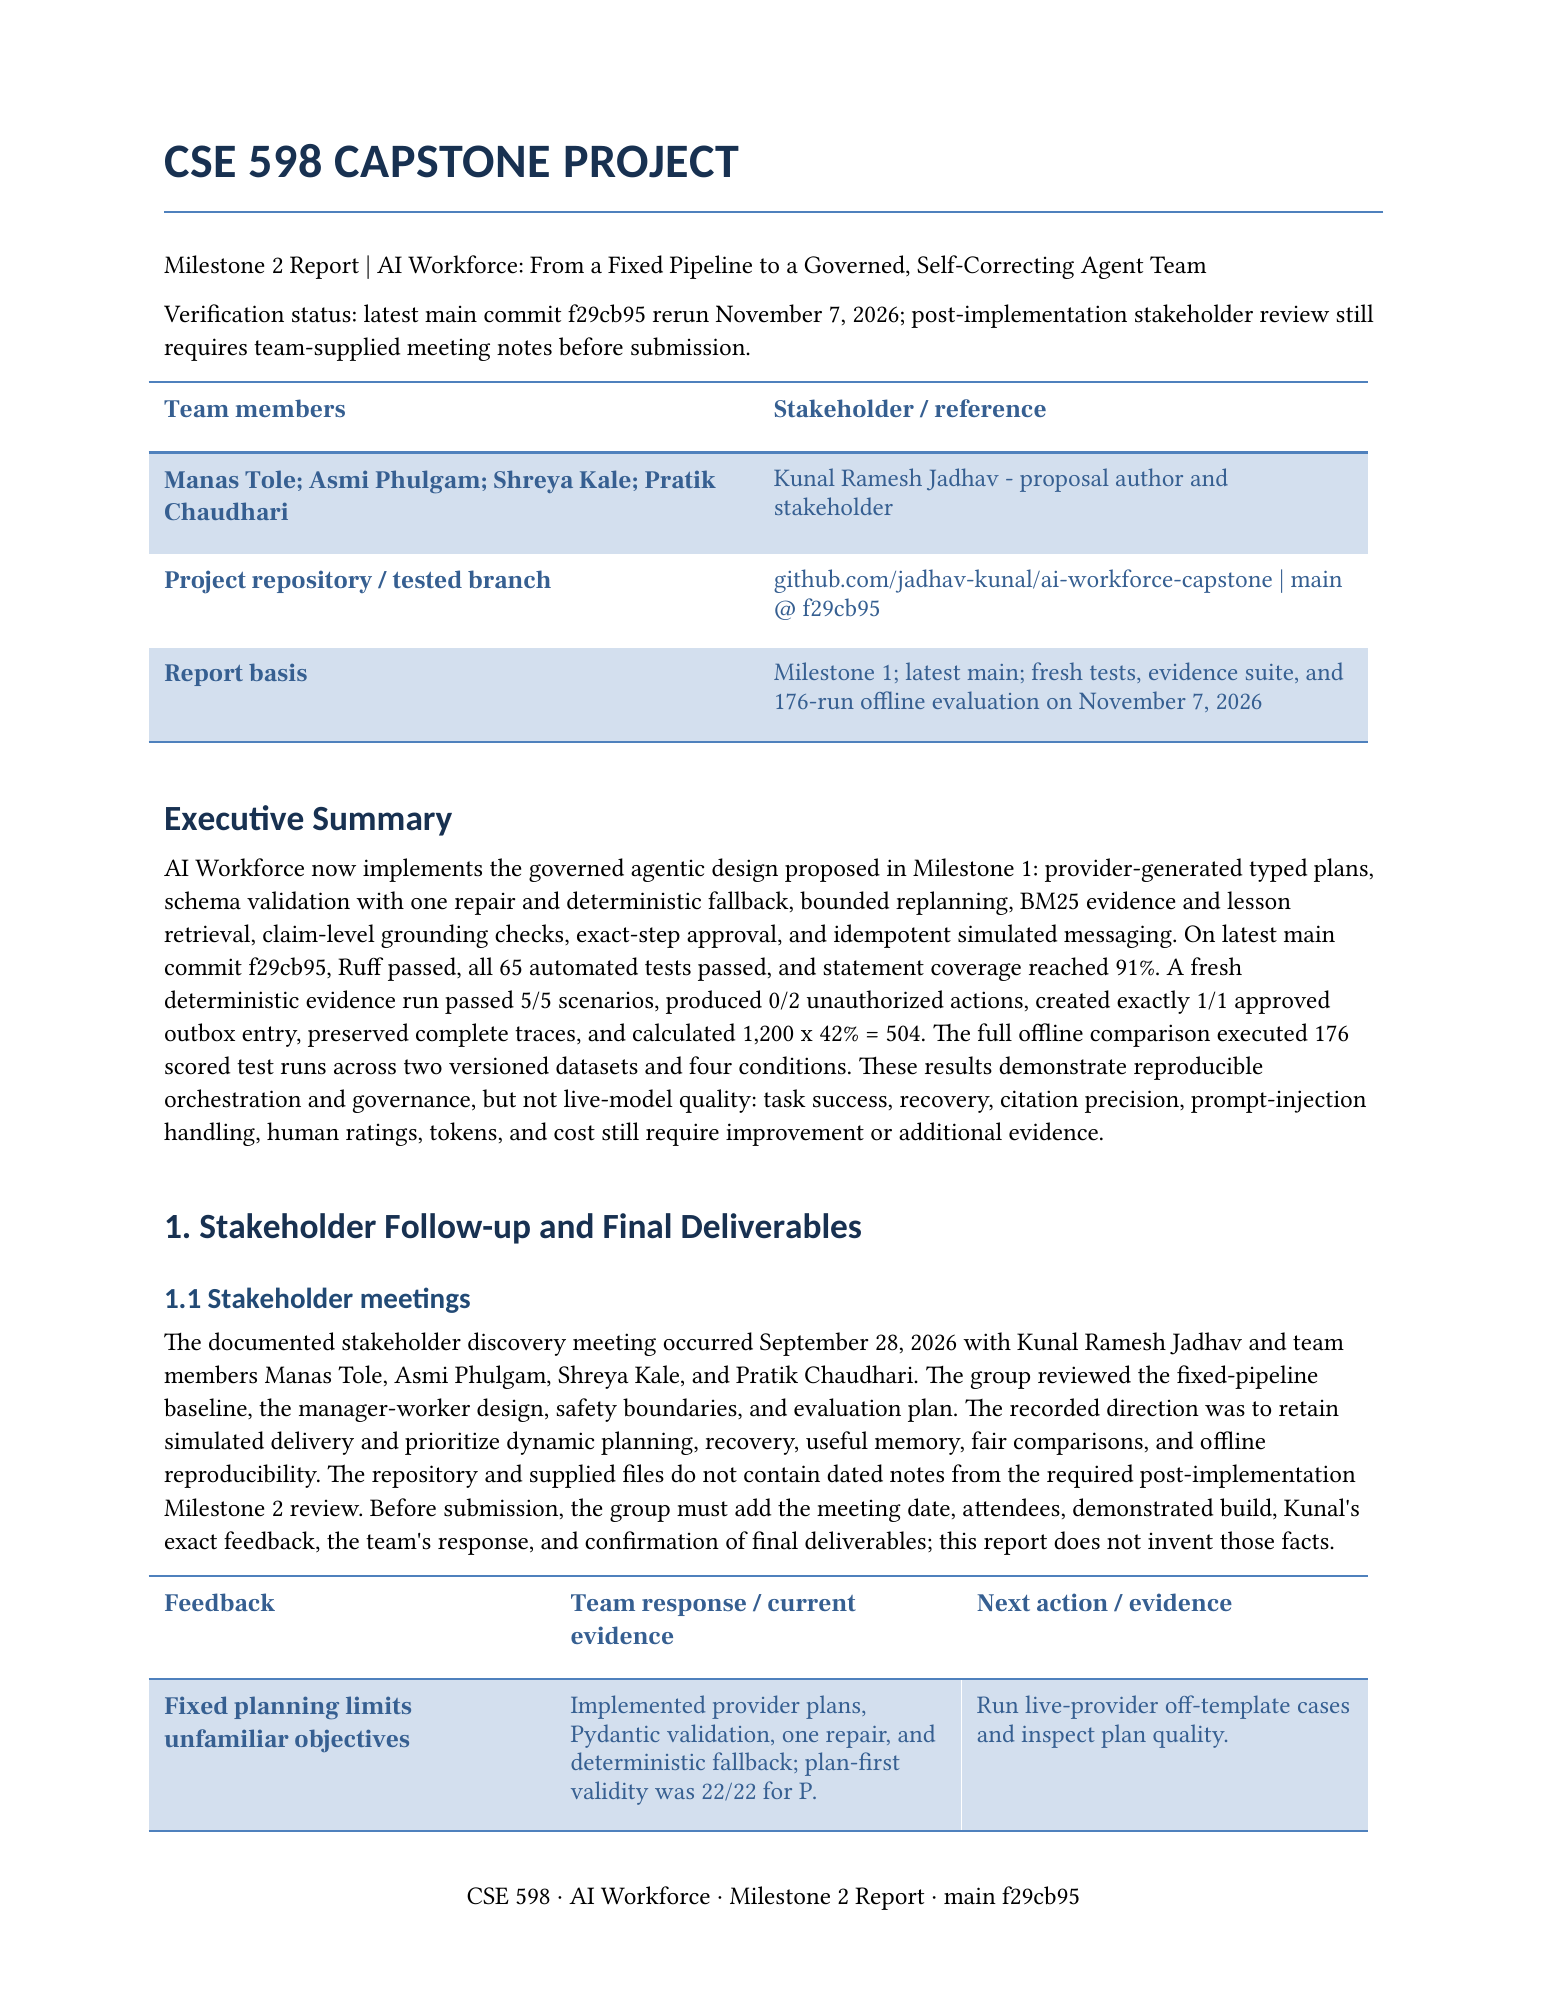 CSE 598 CAPSTONE PROJECT
Milestone 2 Report | AI Workforce: From a Fixed Pipeline to a Governed, Self-Correcting Agent Team
Verification status: latest main commit f29cb95 rerun November 7, 2026; post-implementation stakeholder review still
requires team-supplied meeting notes before submission.
Team members
Stakeholder / reference
Manas Tole; Asmi Phulgam; Shreya Kale; Pratik
Chaudhari
Kunal Ramesh Jadhav - proposal author and
stakeholder
Project repository / tested branch
github.com/jadhav-kunal/ai-workforce-capstone | main
@ f29cb95
Report basis
Milestone 1; latest main; fresh tests, evidence suite, and
176-run offline evaluation on November 7, 2026
Executive Summary
AI Workforce now implements the governed agentic design proposed in Milestone 1: provider-generated typed plans,
schema validation with one repair and deterministic fallback, bounded replanning, BM25 evidence and lesson
retrieval, claim-level grounding checks, exact-step approval, and idempotent simulated messaging. On latest main
commit f29cb95, Ruff passed, all 65 automated tests passed, and statement coverage reached 91%. A fresh
deterministic evidence run passed 5/5 scenarios, produced 0/2 unauthorized actions, created exactly 1/1 approved
outbox entry, preserved complete traces, and calculated 1,200 x 42% = 504. The full offline comparison executed 176
scored test runs across two versioned datasets and four conditions. These results demonstrate reproducible
orchestration and governance, but not live-model quality: task success, recovery, citation precision, prompt-injection
handling, human ratings, tokens, and cost still require improvement or additional evidence.
1. Stakeholder Follow-up and Final Deliverables
1.1 Stakeholder meetings
The documented stakeholder discovery meeting occurred September 28, 2026 with Kunal Ramesh Jadhav and team
members Manas Tole, Asmi Phulgam, Shreya Kale, and Pratik Chaudhari. The group reviewed the fixed-pipeline
baseline, the manager-worker design, safety boundaries, and evaluation plan. The recorded direction was to retain
simulated delivery and prioritize dynamic planning, recovery, useful memory, fair comparisons, and offline
reproducibility. The repository and supplied files do not contain dated notes from the required post-implementation
Milestone 2 review. Before submission, the group must add the meeting date, attendees, demonstrated build, Kunal's
exact feedback, the team's response, and confirmation of final deliverables; this report does not invent those facts.
Feedback
Team response / current
evidence
Next action / evidence
Fixed planning limits
unfamiliar objectives
Implemented provider plans,
Pydantic validation, one repair, and
deterministic fallback; plan-first
validity was 22/22 for P.
Run live-provider off-template cases
and inspect plan quality.
CSE 598 · AI Workforce · Milestone 2 Report · main f29cb95